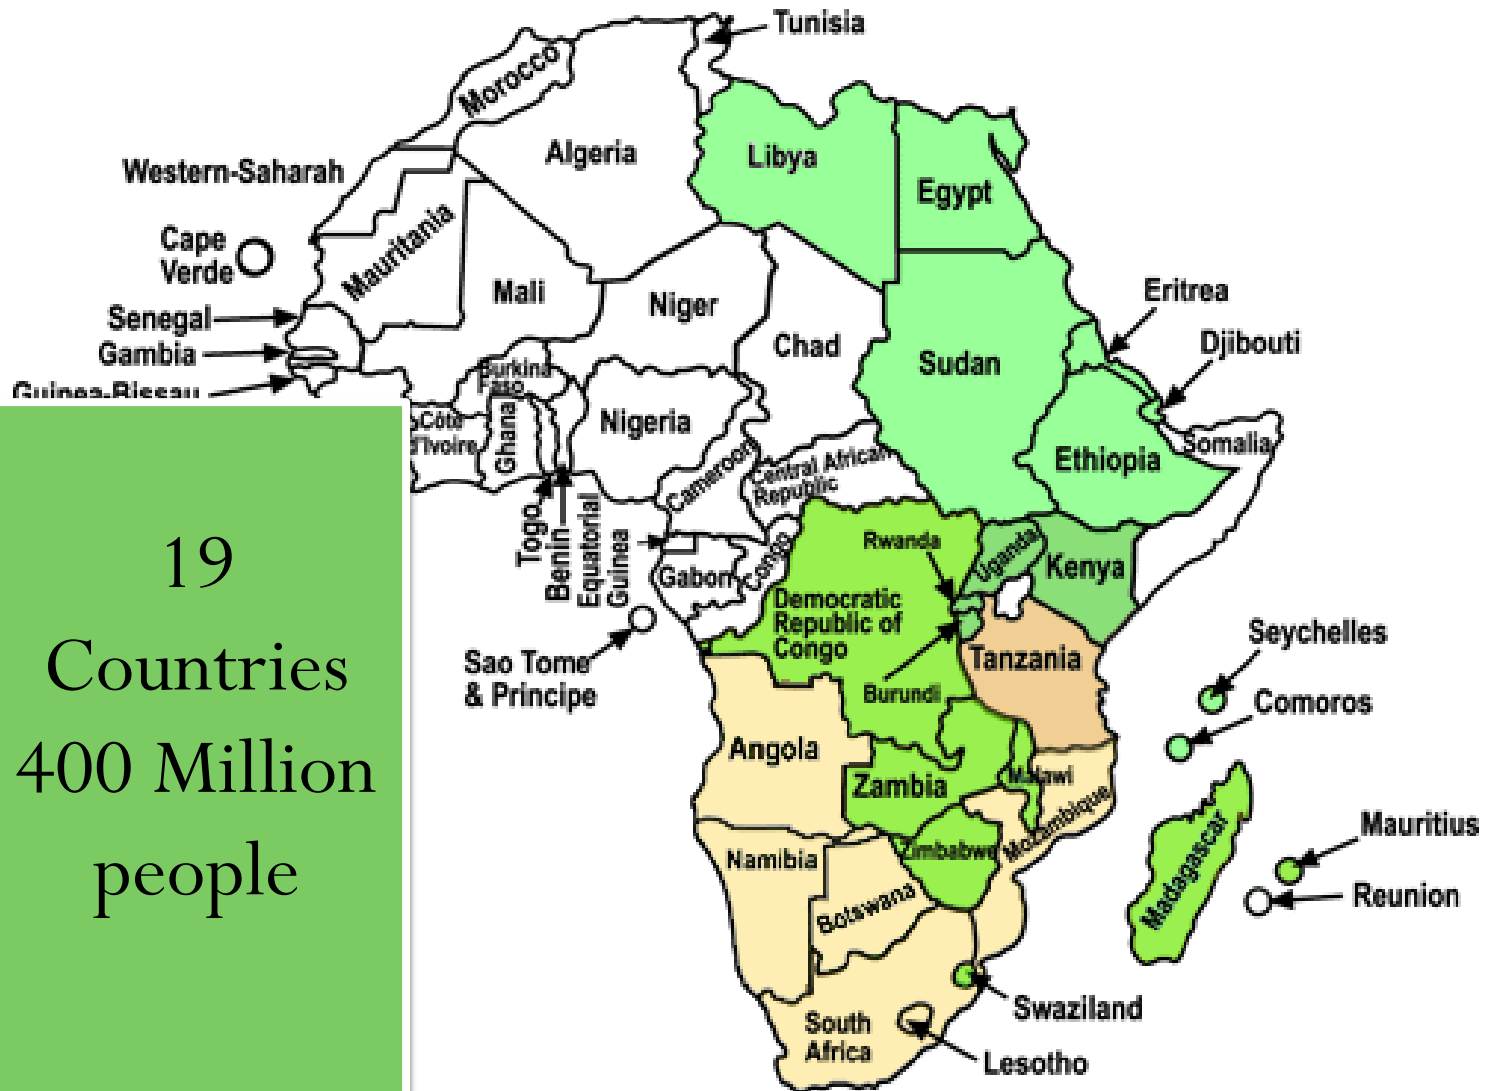 Tunisia
Morocco
Algeria
Libya
Egypt
Western-Saharah
Cape
Verde
Mauritania
Mali
Niger
Chad
Sudan
Eritrea
Djibouti
Senegal
Gambia
Guinea-Bissau
Burkina
Faso
Côte
d'Ivoire
Ghana
Nigeria
Cameroon
Central African
Republic
Ethiopia
Somalia
Togo
Benin
Equatorial
Guinea
Gabon
Congo
Rwanda
Uganda
Kenya
Democratic
Republic of
Congo
Sao Tome
& Principe
Burundi
Tanzania
Seychelles
Comoros
Angola
Zambia
Malawi
Mozambique
Namibia
Zimbabwe
Botswana
Madagascar
Mauritius
Reunion
Swaziland
South
Africa
Lesotho
19
Countries
400 Million
people